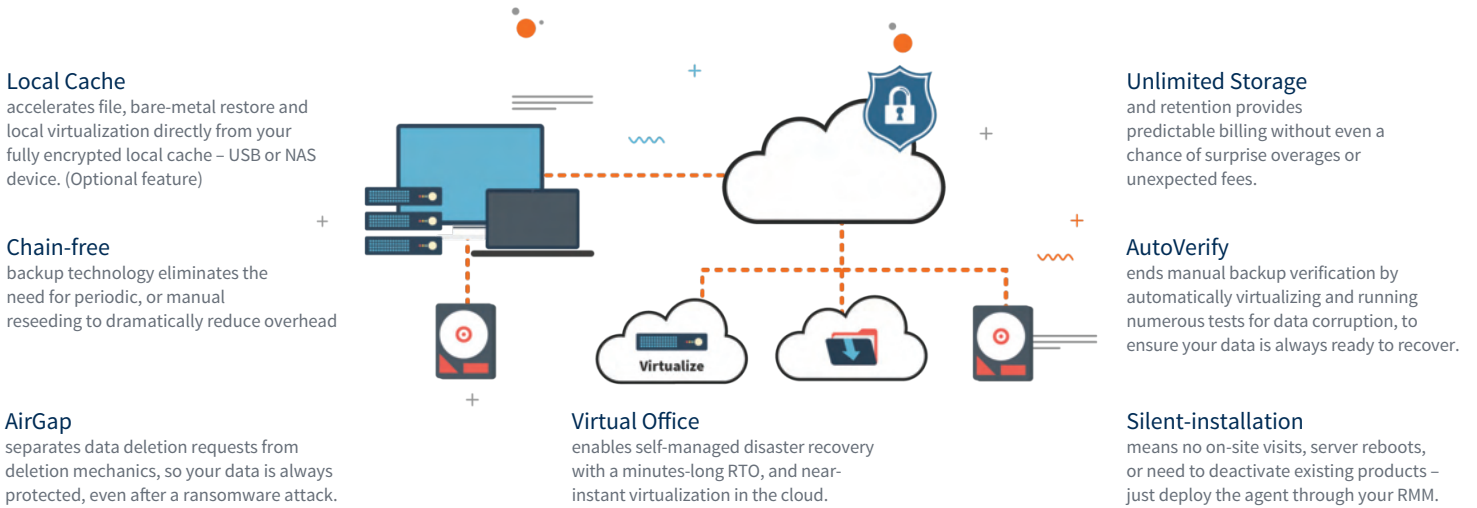 Local Cache
accelerates file, bare-metal restore and
local virtualization directly from your
fully encrypted local cache – USB or NAS
device. (Optional feature)
Chain-free
backup technology eliminates the
need for periodic, or manual
reseeding to dramatically reduce overhead
AirGap
separates data deletion requests from
deletion mechanics, so your data is always
protected, even after a ransomware attack.
Virtualize
Virtual Office
enables self-managed disaster recovery
with a minutes-long RTO, and near-
instant virtualization in the cloud.
Unlimited Storage
and retention provides
predictable billing without even a
chance of surprise overages or
unexpected fees.
AutoVerify
ends manual backup verification by
automatically virtualizing and running
numerous tests for data corruption, to
ensure your data is always ready to recover.
Silent-installation
means no on-site visits, server reboots,
or need to deactivate existing products –
just deploy the agent through your RMM.